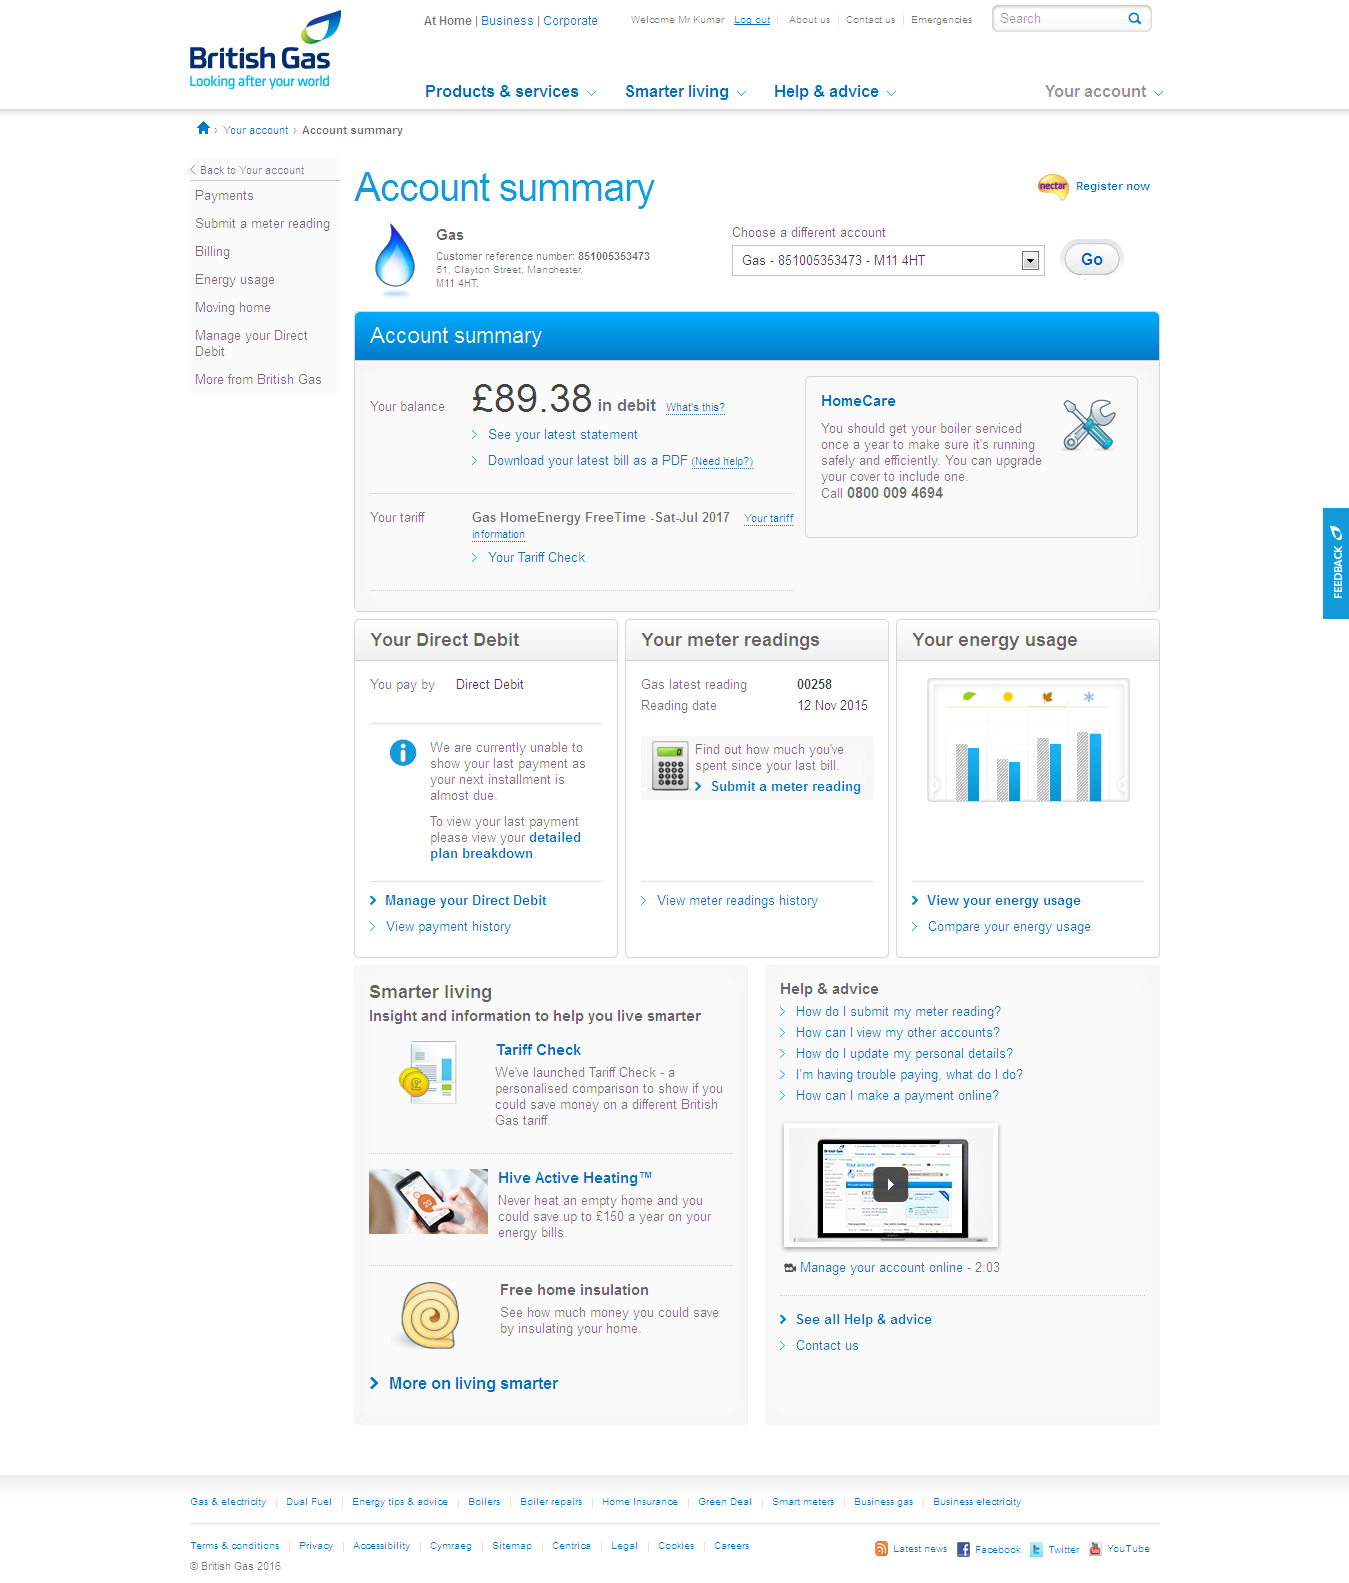 At Home | Business | Corporate
Welcome Mr Kumar Log out About us Contact us Emergencies
Search
British Gas
Looking after your world
Products & services Smarter living Help & advice Your account
Your account › Account summary
Back to Your account
Payments
Submit a meter reading
Billing
Energy usage
Moving home
Manage your Direct
Debit
More from British Gas
Account summary
nectar Register now
Gas
Customer reference number: 851005353473
51, Clayton Street, Manchester,
M11 4HT.
Choose a different account
Gas - 851005353473 - M11 4HT
Go
Account summary
Your balance £89.38 in debit What's this?
See your latest statement
Download your latest bill as a PDF (Need help?)
Your tariff Gas HomeEnergy FreeTime -Sat-Jul 2017 Your tariff
information
Your Tariff Check
HomeCare
You should get your boiler serviced
once a year to make sure it's running
safely and efficiently. You can upgrade
your cover to include one.
Call 0800 009 4694
FEEDBACK
Your Direct Debit
You pay by Direct Debit
We are currently unable to
show your last payment as
your next installment is
almost due.
To view your last payment
please view your detailed
plan breakdown.
Manage your Direct Debit
View payment history
Your meter readings
Gas latest reading 00258
Reading date 12 Nov 2015
Find out how much you've
spent since your last bill.
Submit a meter reading
View meter readings history
Your energy usage
View your energy usage
Compare your energy usage
Smarter living
Insight and information to help you live smarter
Tariff Check
We've launched Tariff Check - a
personalised comparison to show if you
could save money on a different British
Gas tariff.
Hive Active Heating™
Never heat an empty home and you
could save up to £150 a year on your
energy bills.
Free home insulation
See how much money you could save
by insulating your home.
More on living smarter
Help & advice
How do I submit my meter reading?
How can I view my other accounts?
How do I update my personal details?
I'm having trouble paying, what do I do?
How can I make a payment online?
British Gas
Your account
Manage your account online - 2:03
See all Help & advice
Contact us
Gas & electricity Dual Fuel Energy tips & advice Boilers Boiler repairs Home Insurance Green Deal Smart meters Business gas Business electricity
Terms & conditions Privacy Accessibility Cymraeg Sitemap Centrica Legal Cookies Careers
Latest news Facebook Twitter YouTube
© British Gas 2016